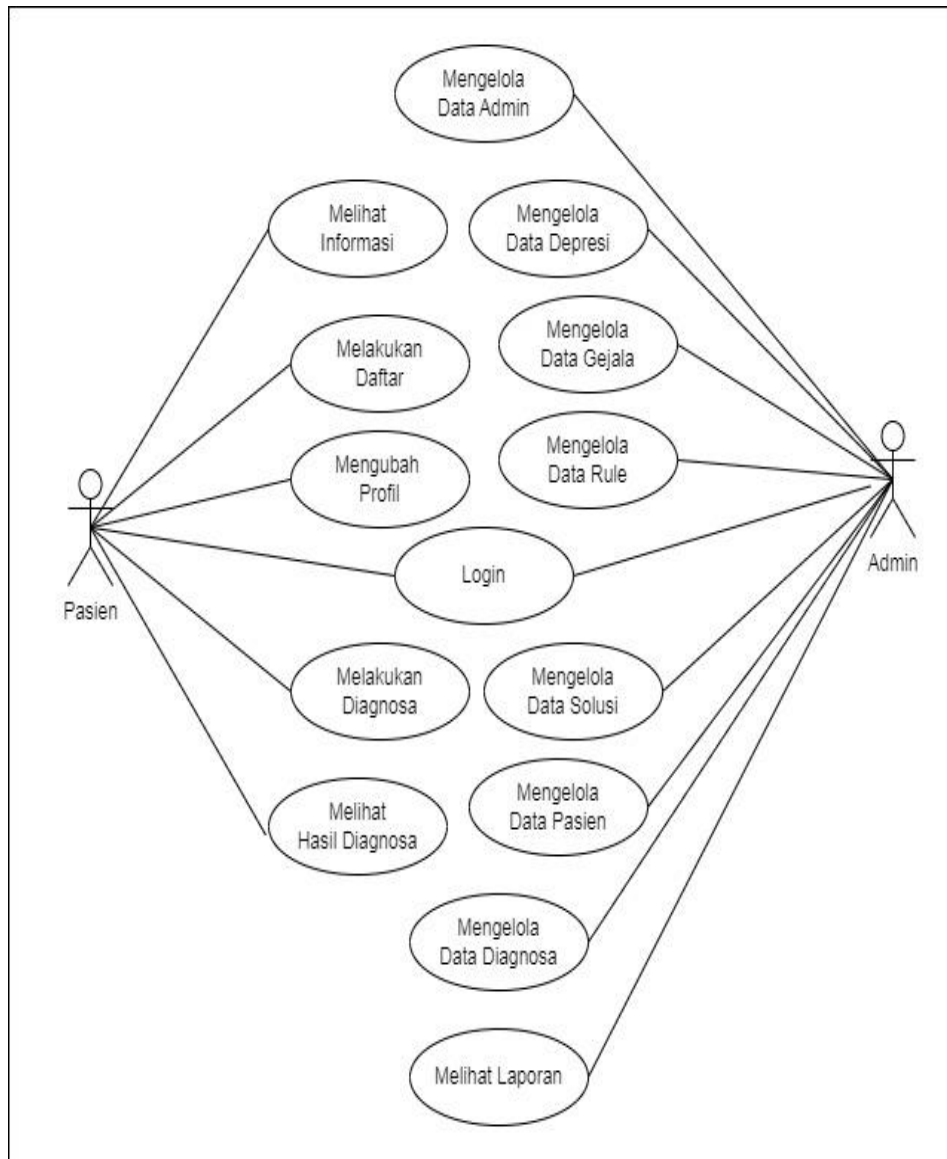 Mengelola
Data Admin
Melihat
Informasi
Mengelola
Data Depresi
Melakukan
Daftar
Mengelola
Data Gejala
Mengubah
Profil
Mengelola
Data Rule
Login
Pasien
Admin
Melakukan
Diagnosa
Mengelola
Data Solusi
Melihat
Hasil Diagnosa
Mengelola
Data Pasien
Mengelola
Data Diagnosa
Melihat Laporan